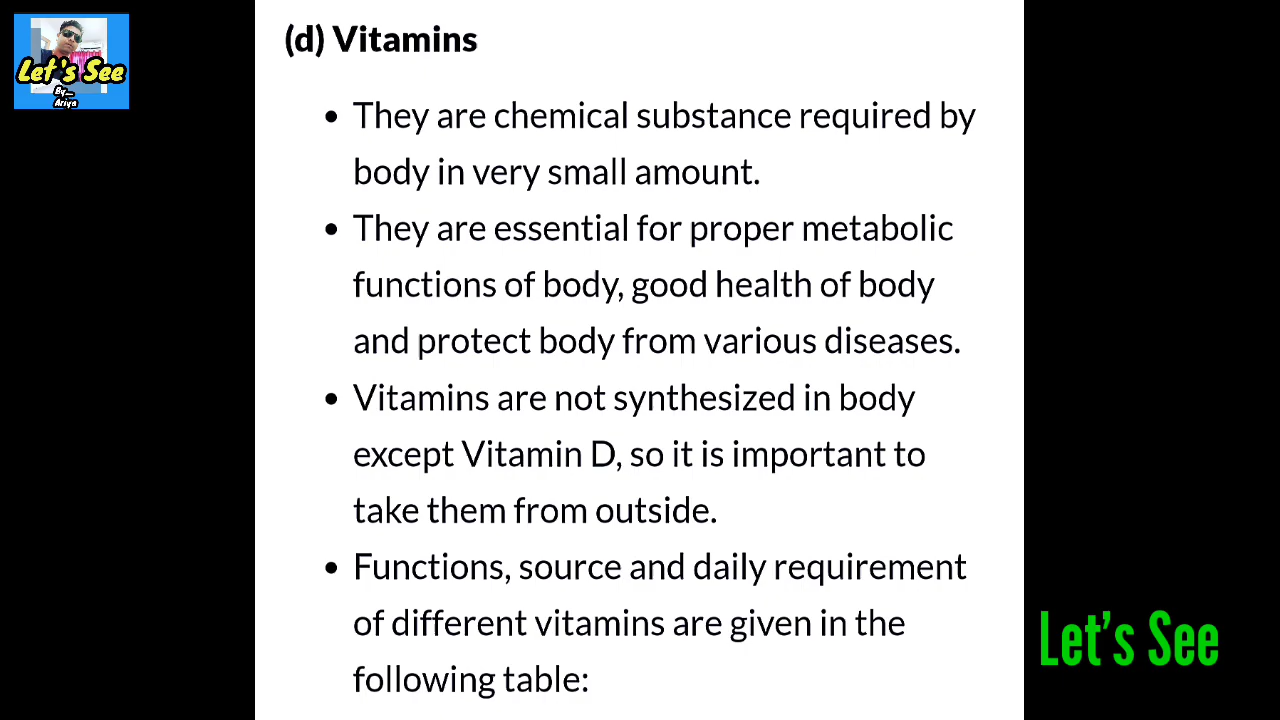 Let's See
By...
Ariya
(d) Vitamins
• They are chemical substance required by
body in very small amount.
• They are essential for proper metabolic
functions of body, good health of body
and protect body from various diseases.
• Vitamins are not synthesized in body
except Vitamin D, so it is important to
take them from outside.
• Functions, source and daily requirement
of different vitamins are given in the
following table:
Let's See